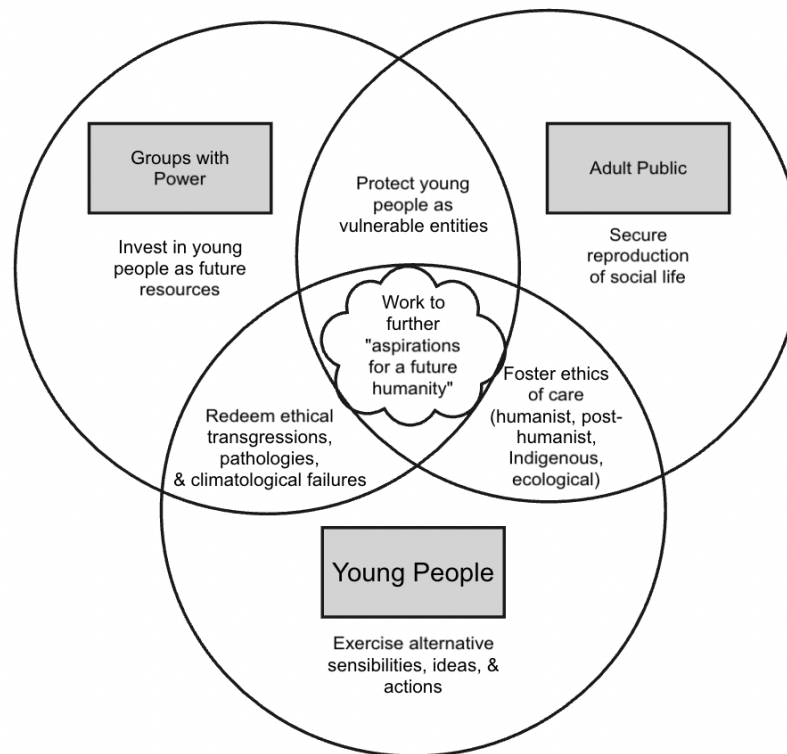 Groups with
Power
Invest in young
people as future
resources
Protect young
people as
vulnerable entities
Adult Public
Secure
reproduction
of social life
Work to
further
"aspirations
for a future
humanity"
Redeem ethical
transgressions,
pathologies,
& climatological failures
Foster ethics
of care
(humanist, post-
humanist,
Indigenous,
ecological)
Young People
Exercise alternative
sensibilities, ideas, &
actions